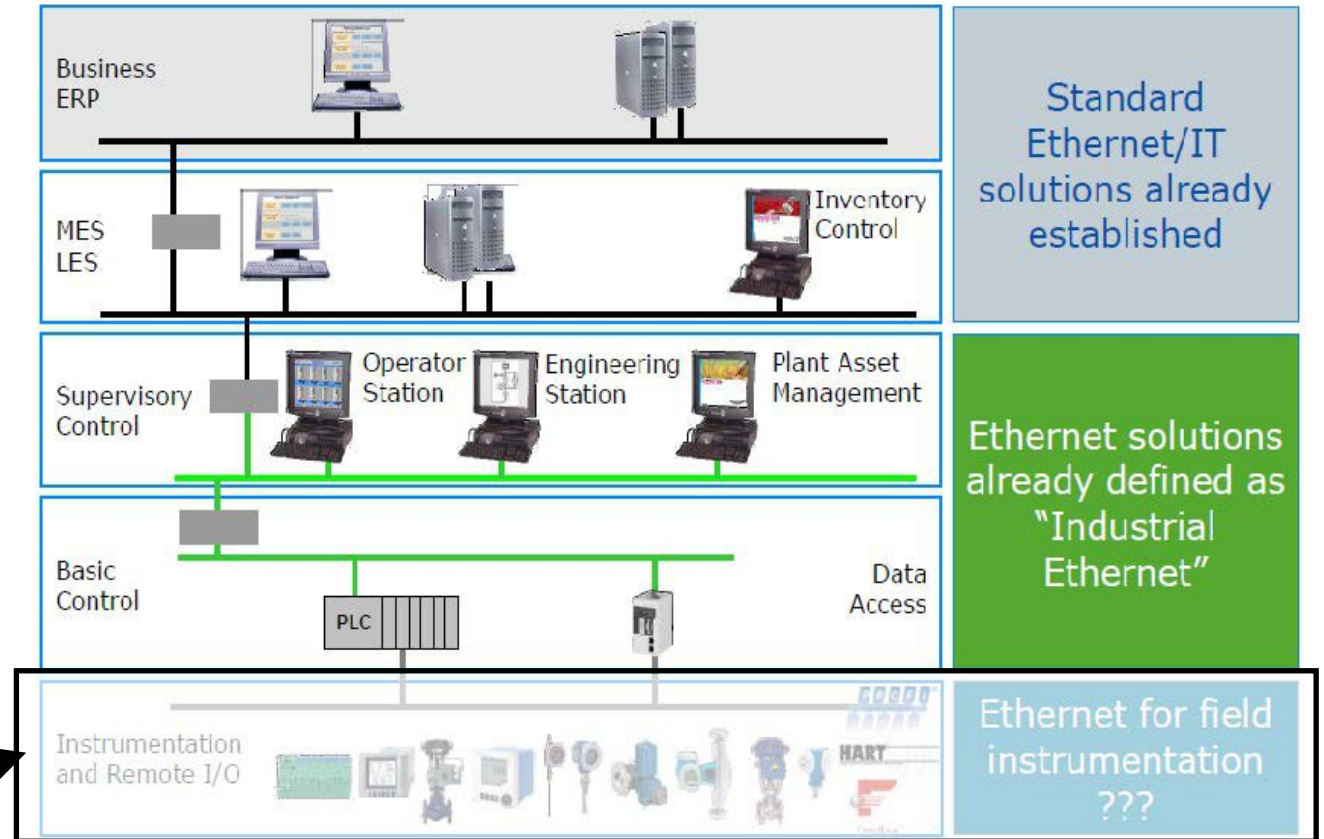 Business
ERP
Standard
Ethernet/IT
solutions already
established
MES
LES
Inventory
Control
Supervisory
Control
Operator
Station
Engineering
Station
Plant Asset
Management
Ethernet solutions
already defined as
“Industrial
Ethernet”
Basic
Control
PLC
Data
Access
Instrumentation
and Remote I/O
HART
Ethernet for field
instrumentation
???